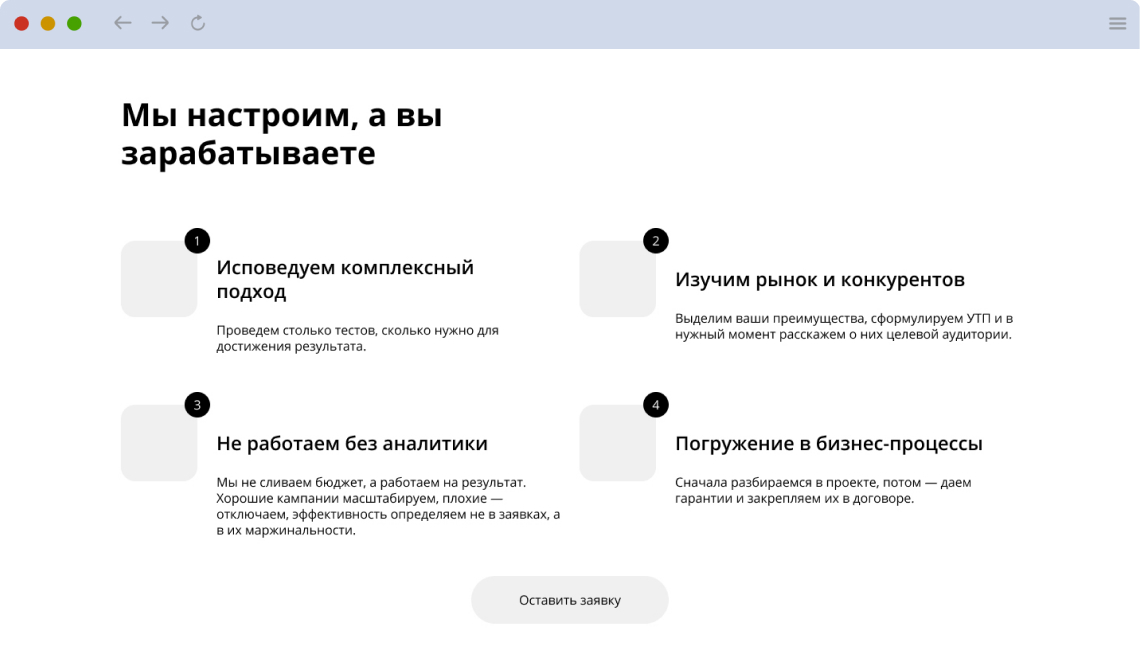 Мы настроим, а вы
зарабатываете
1
Исповедуем комплексный
подход
Проведем столько тестов, сколько нужно для
достижения результата.
2
Изучим рынок и конкурентов
Выделим ваши преимущества, сформулируем УТП и в
нужный момент расскажем о них целевой аудитории.
3
Не работаем без аналитики
Мы не сливаем бюджет, а работаем на результат.
Хорошие кампании масштабируем, плохие —
отключаем, эффективность определяем не в заявках, а
в их маржинальности.
4
Погружение в бизнес-процессы
Сначала разбираемся в проекте, потом — даем
гарантии и закрепляем их в договоре.
Оставить заявку